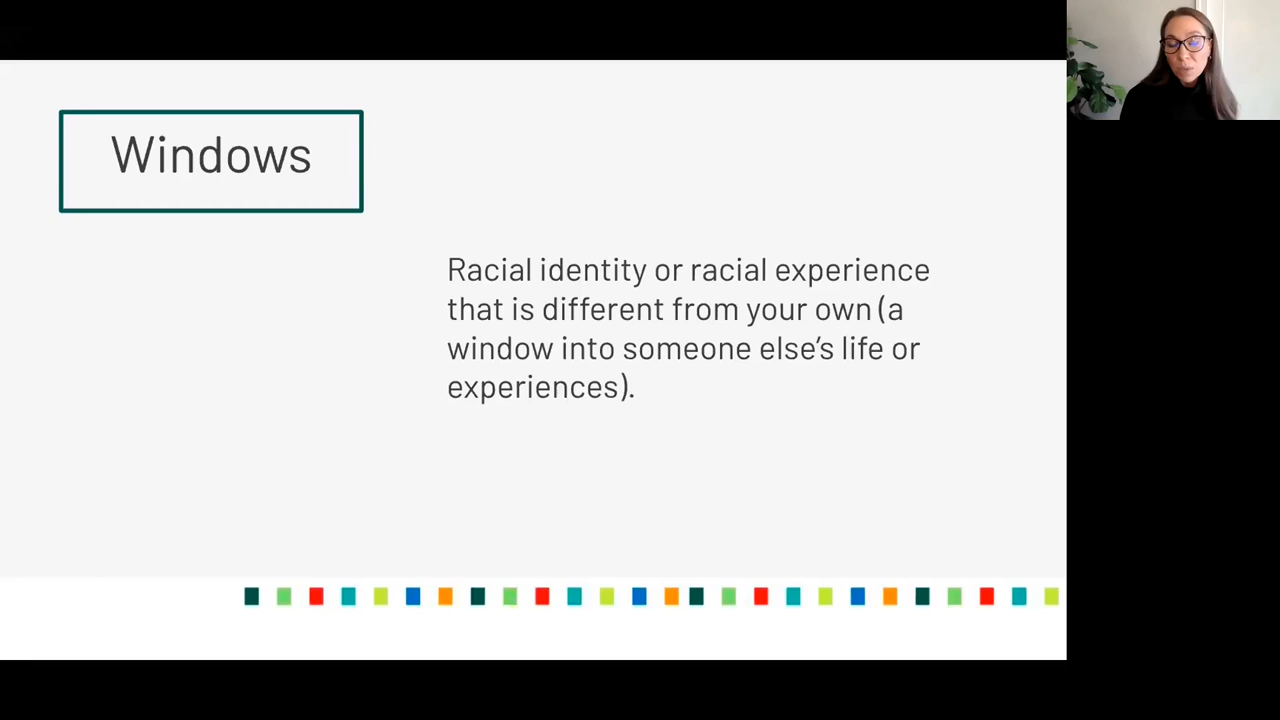 Windows
Racial identity or racial experience
that is different from your own (a
window into someone else’s life or
experiences).